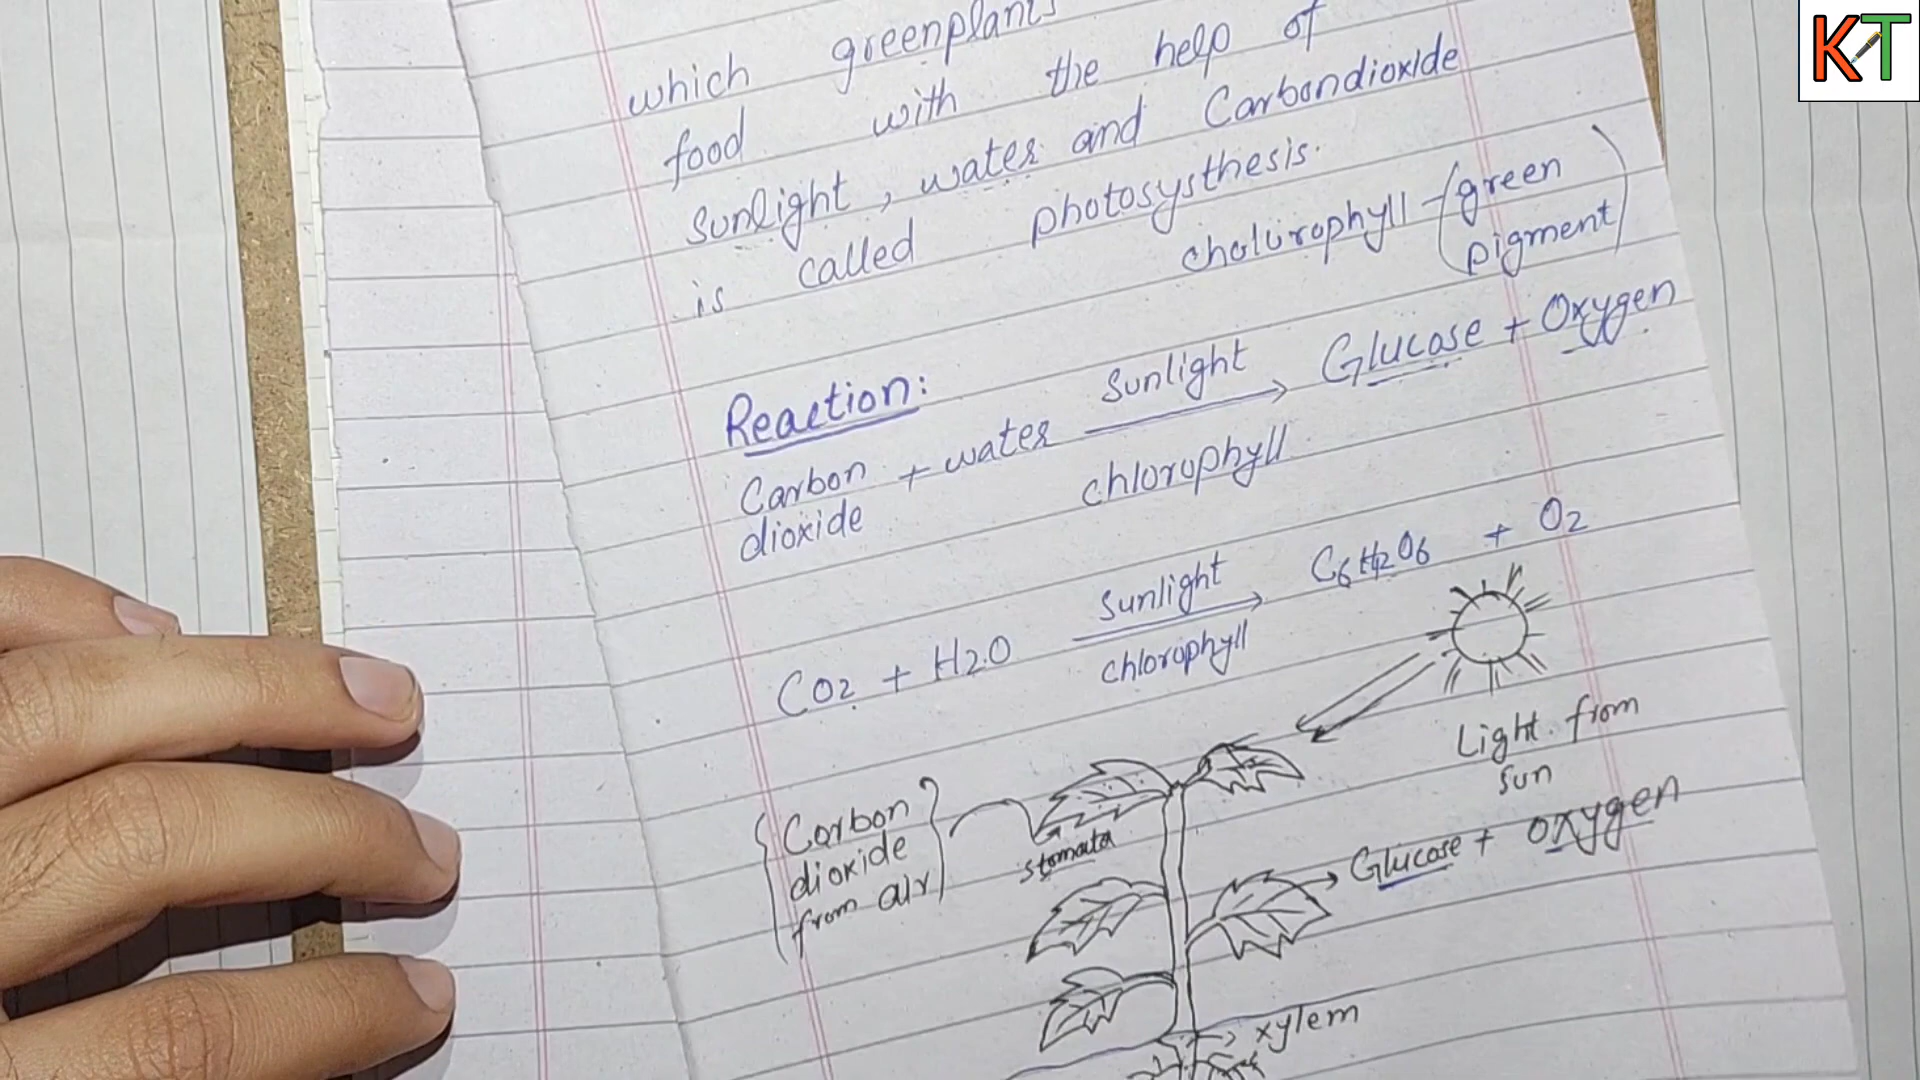 KT
which greenplants
food with the help of
sunlight, water and Carbondioxide
is called photosysthesis.
cholurophyll - (green
pigment)
Reaction:
Carbon
dioxide + water Sunlight → Glucose + Oxygen
chlorophyll
CO2 + H2O Sunlight → C6H12O6 + O2
chlorophyll
Light from
sun
{Carbon
dioxide
from air}
stomata
→ Glucose + oxygen
→ xylem